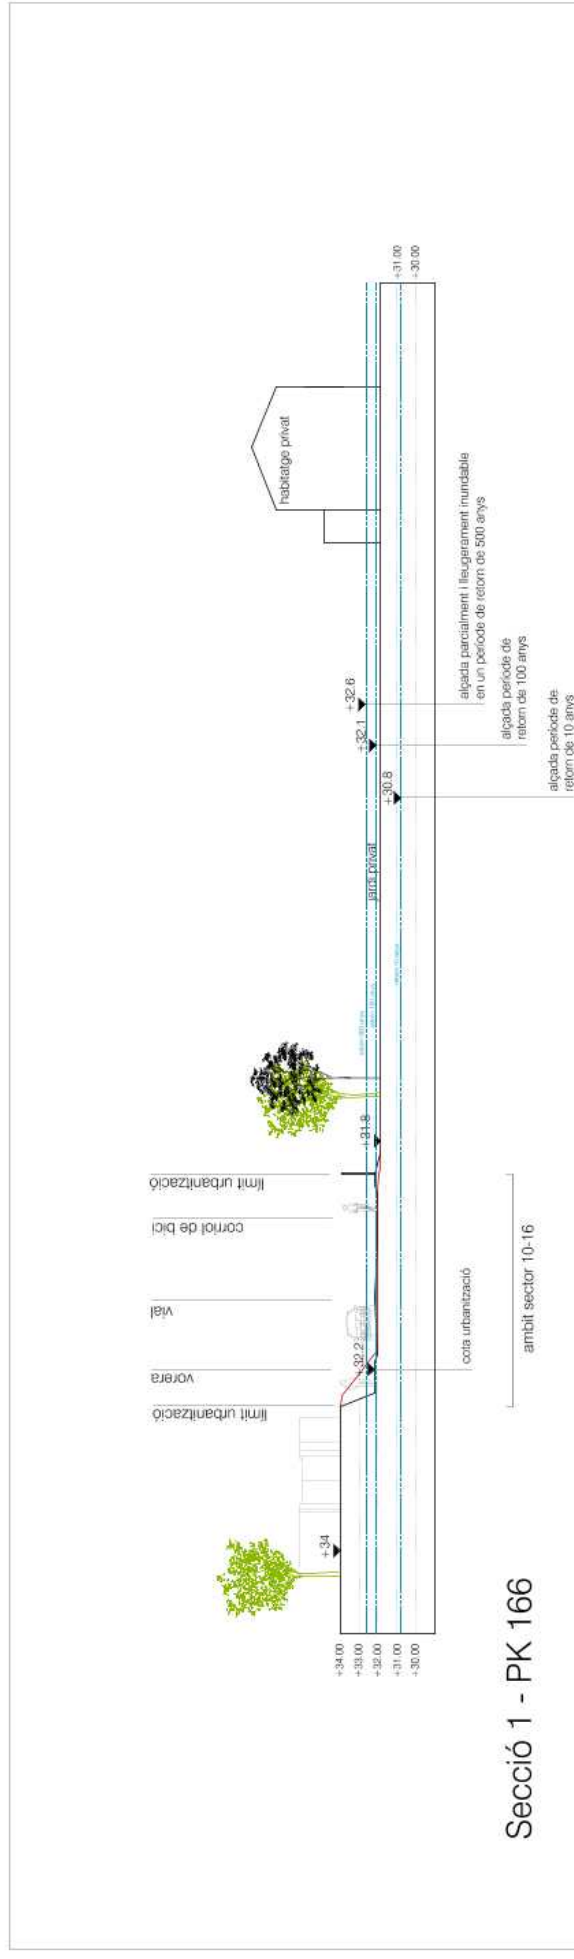 límit urbanització
vorera
vial
corriol de bici
límit urbanització
habitatge privat
+34
+32.2
+31.8
jardí privat
+30.8
+32.1
+32.6
+34.00
+33.00
+32.00
+31.00
+30.00
+31.00
+30.00
cota urbanització
ambit sector 10-16
alçada parcialment i lleugerament inundable
en un període de retorn de 500 anys
alçada període de
retorn de 100 anys
alçada període de
retorn de 10 anys
Secció 1 - PK 166